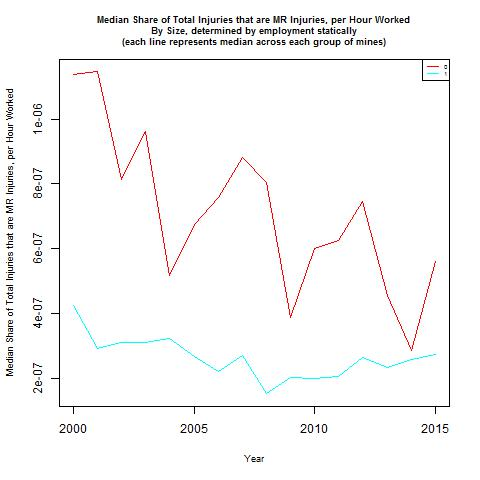 Median Share of Total Injuries that are MR Injuries, per Hour Worked
By Size, determined by employment statically
(each line represents median across each group of mines)
0
1
Median Share of Total Injuries that are MR Injuries, per Hour Worked
1e-06
8e-07
6e-07
4e-07
2e-07
2000 2005 2010 2015
Year